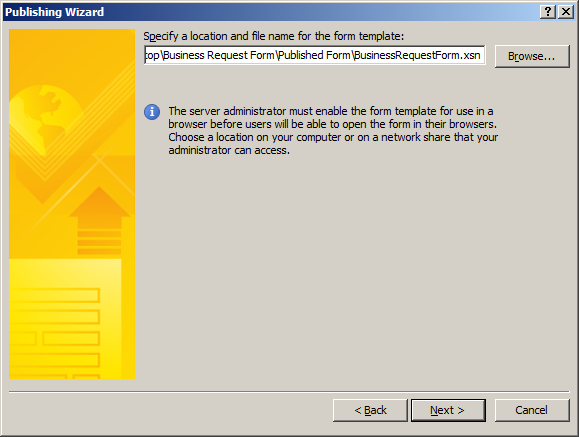 Publishing Wizard
Specify a location and file name for the form template:
top\Business Request Form\Published Form\BusinessRequestForm.xsn
Browse...
The server administrator must enable the form template for use in a
browser before users will be able to open the form in their browsers.
Choose a location on your computer or on a network share that your
administrator can access.
< Back
Next >
Cancel